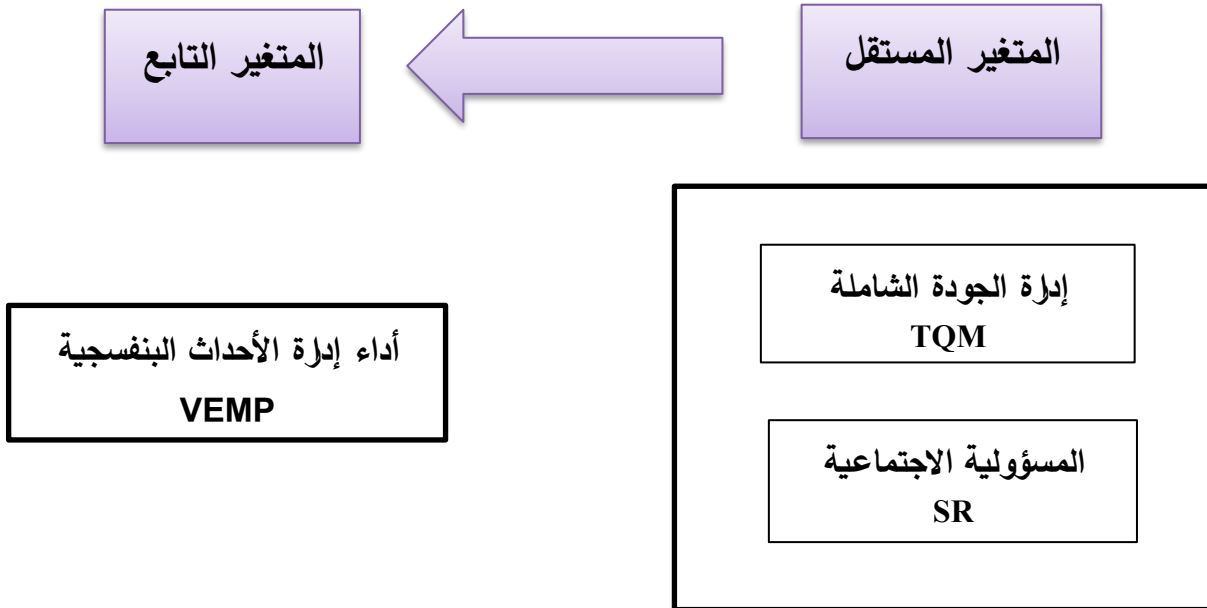 المتغير المستقل
المتغير التابع
إدارة الجودة الشاملة
TQM
المسؤولية الاجتماعية
SR
أداء إدارة الأحداث البنفسجية
VEMP